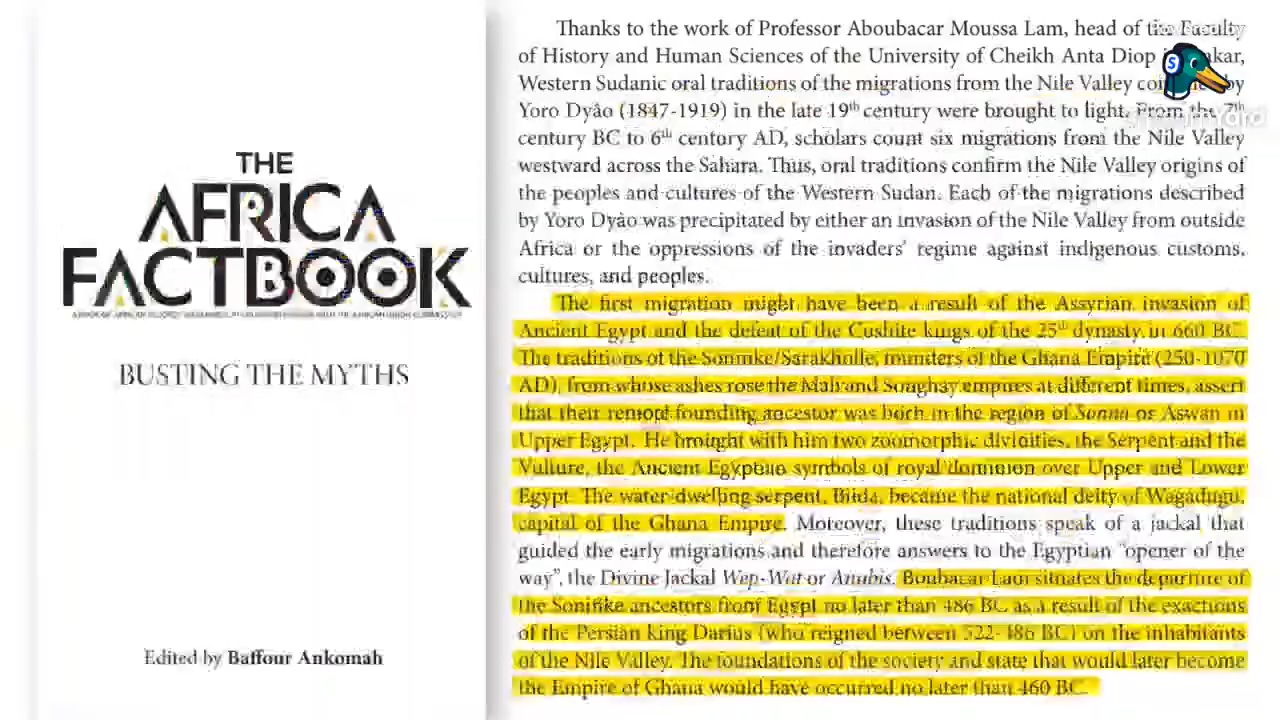 THE
AFRICA
FACTBOOK
BUSTING THE MYTHS
Edited by Baffour Ankomah
Thanks to the work of Professor Aboubacar Moussa Lam, head of the Faculty
of History and Human Sciences of the University of Cheikh Anta Diop
Western Sudanic oral traditions of the migrations from the Nile Valley by
Yoro Dyâo (1847-1919) in the late 19th century were brought to light. From the 7th
century BC to 6th century AD, scholars count six migrations from the Nile Valley
westward across the Sahara. Thus, oral traditions confirm the Nile Valley origins of
the peoples and cultures of the Western Sudan. Each of the migrations described
by Yoro Dyâo was precipitated by either an invasion of the Nile Valley from outside
Africa or the oppressions of the invaders' regime against indigenous customs,
cultures, and peoples.
The first migration might have been a result of the Assyrian invasion of
Ancient Egypt and the defeat of the Cushite kings of the 25th dynasty in 660 BC.
The traditions of the Soninke/Sarakholle, founders of the Ghana Empire (250-1070
AD), from whose ashes rose the Mali and Songhay empires at different times, assert
that their remote founding ancestor was born in the region of Sonna or Aswan in
Upper Egypt. He brought with him two zoomorphic divinities, the Serpent and the
Vulture, the Ancient Egyptian symbols of royal dominion over Upper and Lower
Egypt. The water-dwelling serpent, Bilda, became the national deity of Wagadugu,
capital of the Ghana Empire. Moreover, these traditions speak of a jackal that
guided the early migrations and therefore answers to the Egyptian "opener of the
way", the Divine Jackal Wep-Wat or Anubis. Boubacar Lam situates the departure of
the Soninke ancestors from Egypt no later than 486 BC as a result of the exactions
of the Persian king Darius (who reigned between 522-486 BC) on the inhabitants
of the Nile Valley. The foundations of the society and state that would later become
the Empire of Ghana would have occurred no later than 460 BC.